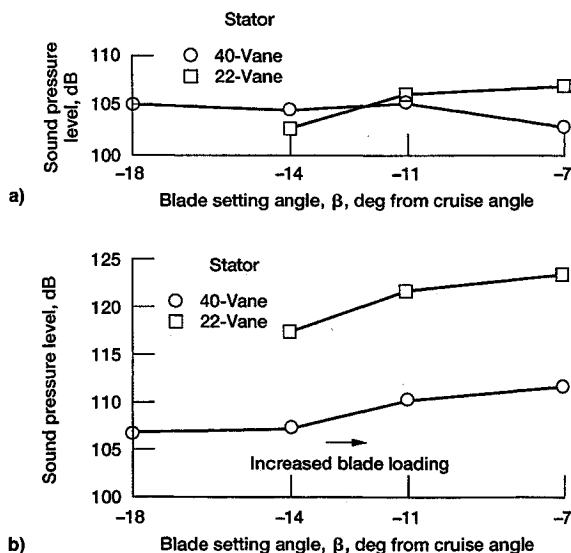 Stator
40-Vane
22-Vane
Sound pressure
level, dB
110
105
100
-18
-14
-11
-7
Blade setting angle, β, deg from cruise angle
a)
Stator
40-Vane
22-Vane
Sound pressure level, dB
125
120
115
110
105
100
Increased blade loading
-18
-14
-11
-7
Blade setting angle, β, deg from cruise angle
b)